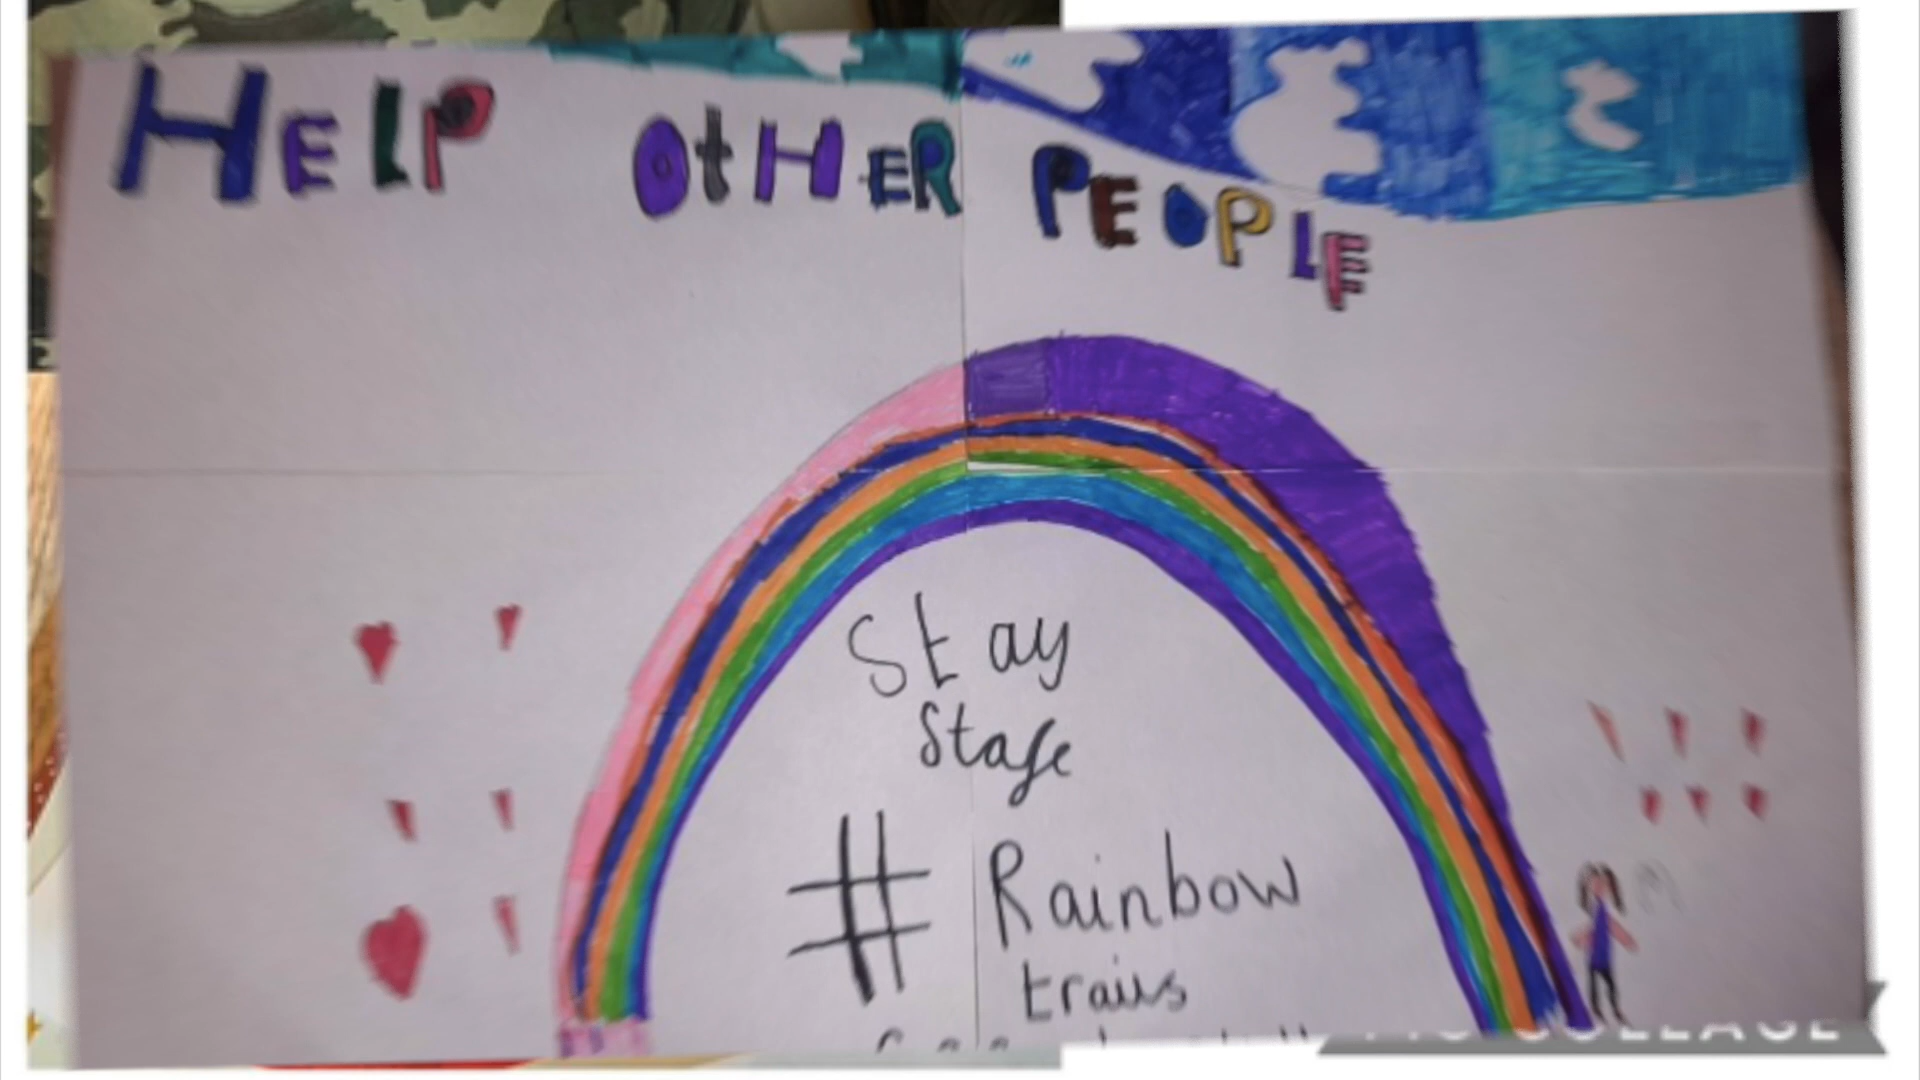 HELP OtHER PEOPLE
Stay
Stafe
# Rainbow
trails